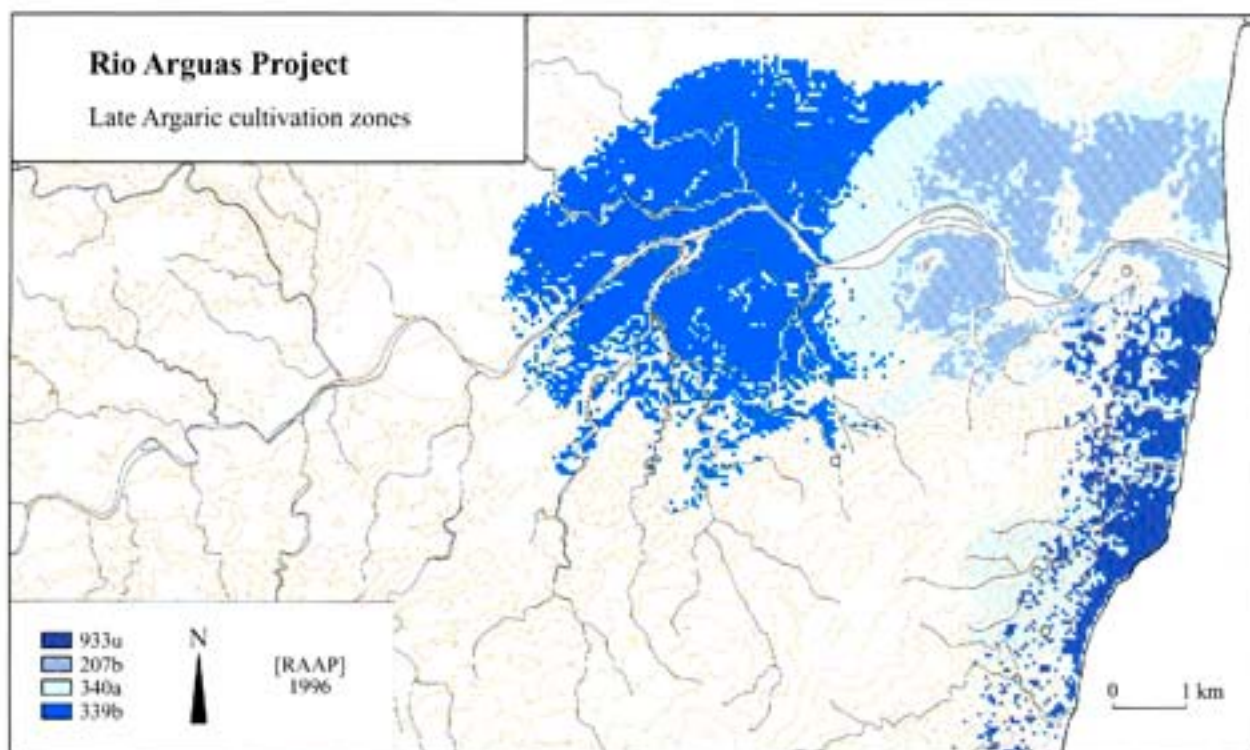 Rio Arguas Project
Late Argaric cultivation zones
933u
207b
340a
339b
N
[RAAP]
1996
0 1 km